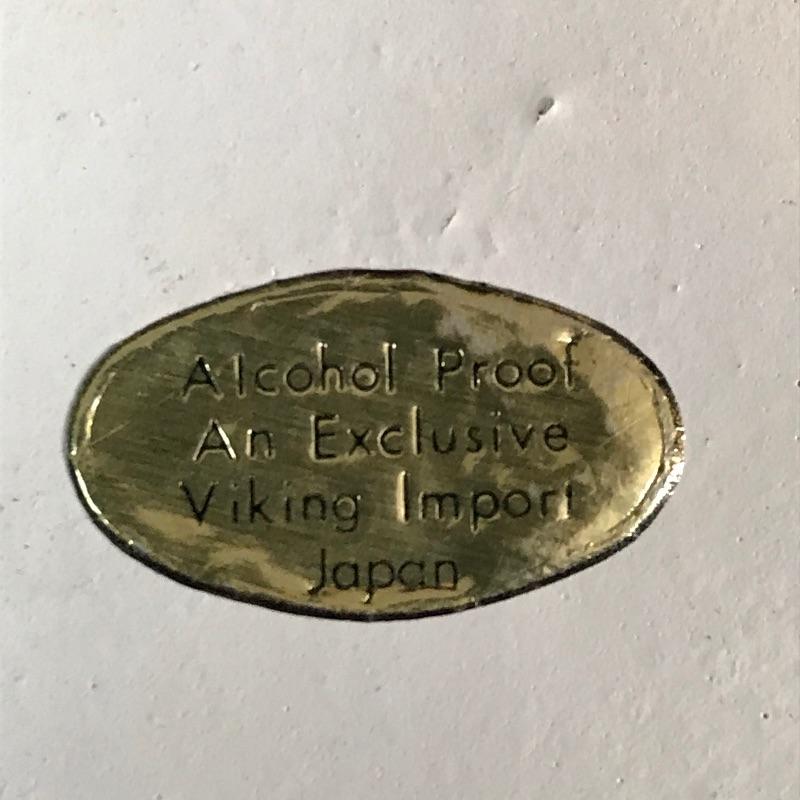 Alcohol Proof
An Exclusive
Viking Import
Japan